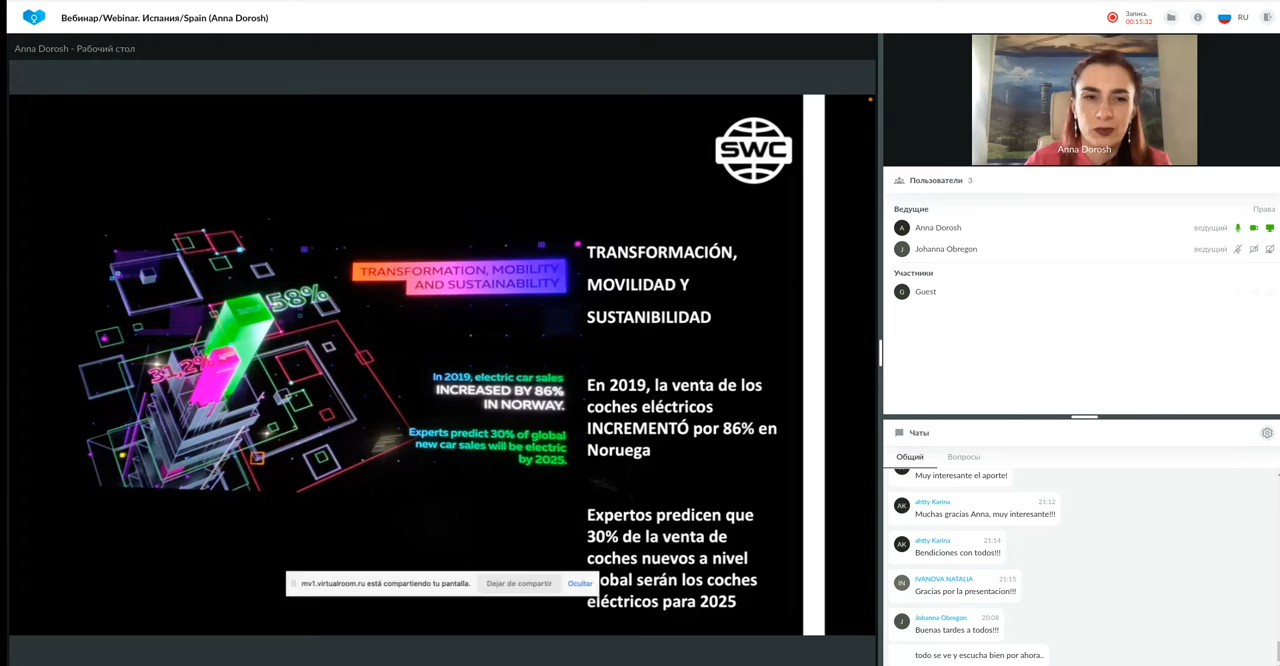 Вебинар/Webinar. Испания/Spain (Anna Dorosh)
Запись
00:15:32
RU
Anna Dorosh - Рабочий стол
SWC
TRANSFORMATION, MOBILITY
AND SUSTAINABILITY
58%
31,2%
In 2019, electric car sales
INCREASED BY 86%
IN NORWAY.
Experts predict 30% of global
new car sales will be electric
by 2025.
TRANSFORMACIÓN,
MOVILIDAD Y
SUSTANIBILIDAD
En 2019, la venta de los
coches eléctricos
INCREMENTÓ por 86% en
Noruega
Expertos predicen que
30% de la venta de
coches nuevos a nivel
global serán los coches
eléctricos para 2025
mv1.virtualroom.ru está compartiendo tu pantalla.
Dejar de compartir
Ocultar
Anna Dorosh
Пользователи 3
Ведущие
Права
A
Anna Dorosh
ведущий
J
Johanna Obregon
ведущий
Участники
G
Guest
Чаты
Общий
Вопросы
Muy interesante el aporte!
AK
ahtty Karina
21:12
Muchas gracias Anna, muy interesante!!!
AK
ahtty Karina
21:14
Bendiciones con todos!!!
IN
IVANOVA NATALIA
21:15
Gracias por la presentacion!!!
J
Johanna Obregon
20:08
Buenas tardes a todos!!!
todo se ve y escucha bien por ahora..